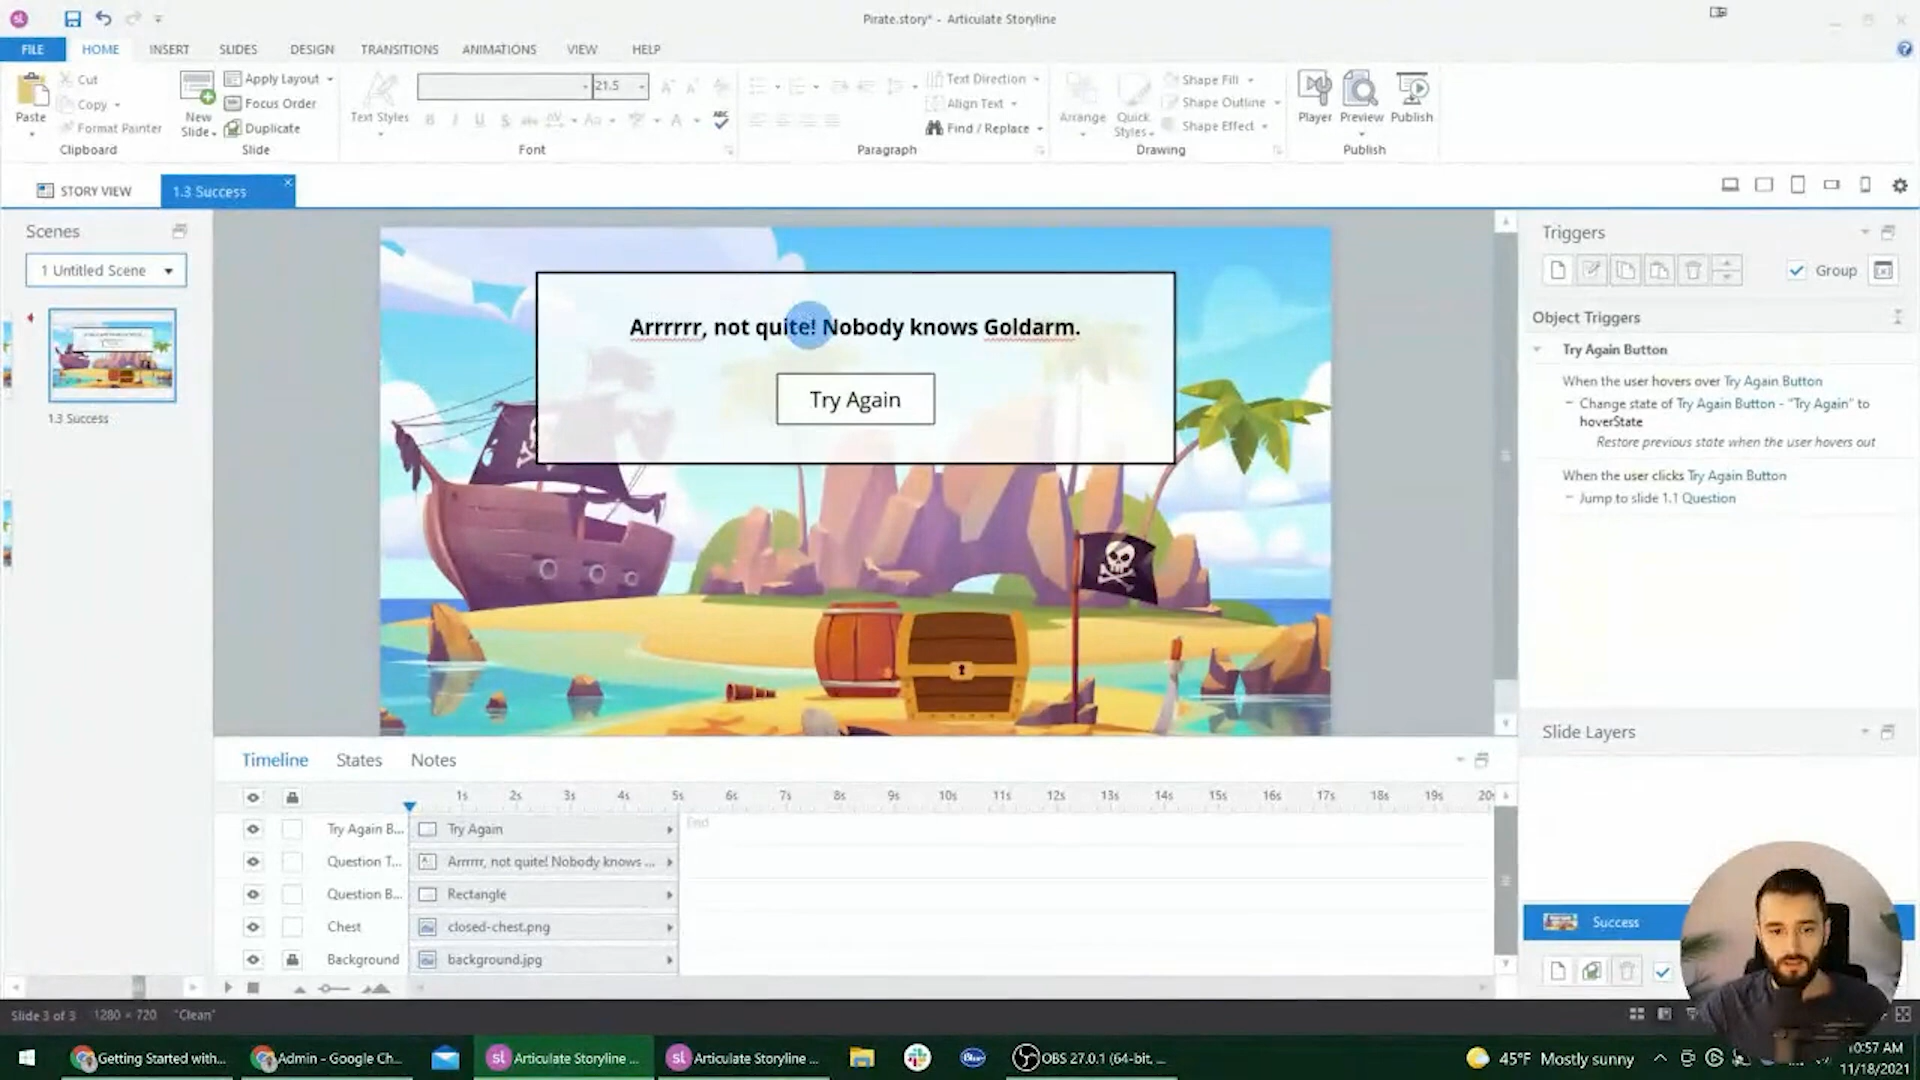 Pirate.story* - Articulate Storyline
FILE HOME INSERT SLIDES DESIGN TRANSITIONS ANIMATIONS VIEW HELP
Paste
Cut
Copy
Format Painter
Clipboard
New Slide
Apply Layout
Focus Order
Duplicate
Slide
Text Styles
21.5
Font
Text Direction
Align Text
Find / Replace
Paragraph
Arrange
Quick Styles
Shape Fill
Shape Outline
Shape Effect
Drawing
Player
Preview
Publish
Publish
STORY VIEW
1.3 Success
Scenes
1 Untitled Scene
1.3 Success
Arrrrrr, not quite! Nobody knows Goldarm.
Try Again
Triggers
Group
Object Triggers
Try Again Button
When the user hovers over Try Again Button
Change state of Try Again Button - "Try Again" to
hoverState
Restore previous state when the user hovers out
When the user clicks Try Again Button
Jump to slide 1.1 Question
Slide Layers
Success
Timeline States Notes
1s 2s 3s 4s 5s 6s 7s 8s 9s 10s 11s 12s 13s 14s 15s 16s 17s 18s 19s 20s
Try Again B... Try Again
End
Question T... Arrrrrr, not quite! Nobody knows ...
Question B... Rectangle
Chest closed-chest.png
Background background.jpg
Slide 3 of 3 1280 × 720 "Clean"
Getting Started with...
Admin - Google Ch...
Articulate Storyline ...
Articulate Storyline ...
OBS 27.0.1 (64-bit, ...
45°F Mostly sunny
10:57 AM
11/18/2021